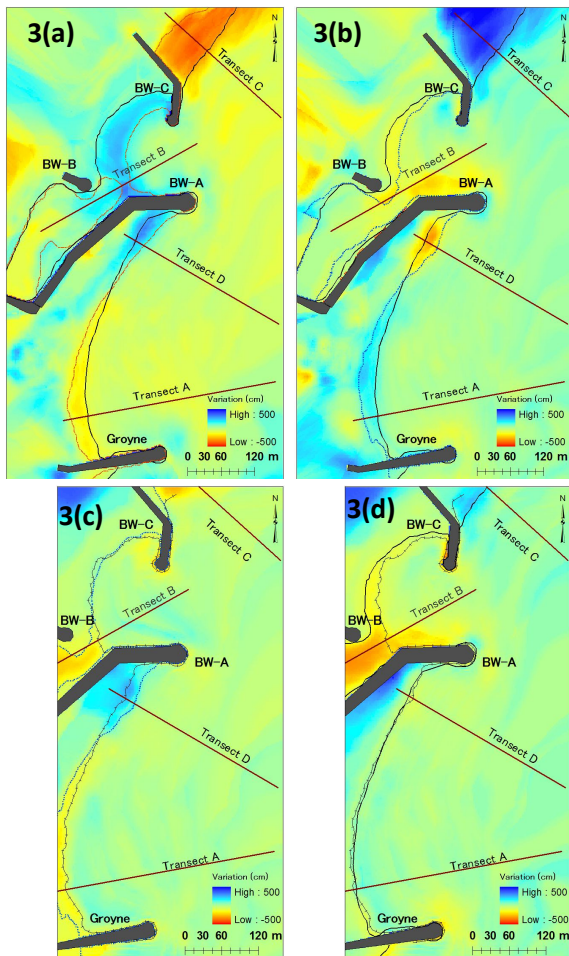 3(a)
N
BW-C
Transect C
Transect B
BW-B
BW-A
Transect D
Transect A
Variation (cm)
High : 500
Low : -500
Groyne
0 30 60 120 m
3(b)
N
BW-C
Transect C
Transect B
BW-B
BW-A
Transect D
Transect A
Variation (cm)
High : 500
Low : -500
Groyne
0 30 60 120 m
3(c)
N
BW-C
Transect C
Transect B
BW-B
BW-A
Transect D
Transect A
Variation (cm)
High : 500
Low : -500
Groyne
0 30 60 120 m
3(d)
N
BW-C
Transect C
Transect B
BW-B
BW-A
Transect D
Transect A
Variation (cm)
High : 500
Low : -500
Groyne
0 30 60 120 m